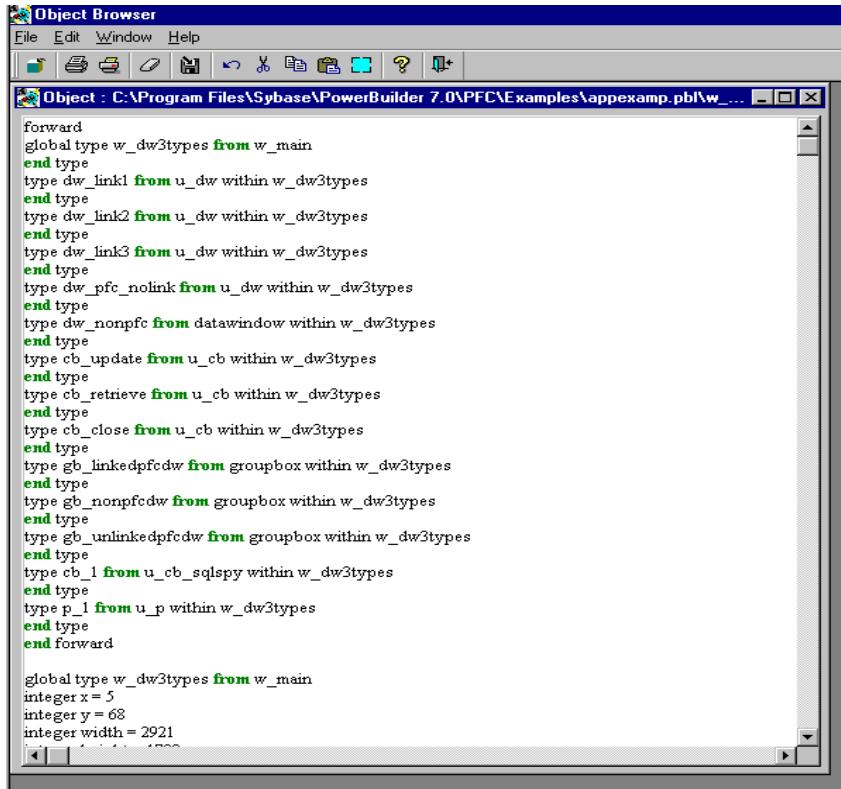 Object Browser
File Edit Window Help
Object : C:\Program Files\Sybase\PowerBuilder 7.0\PFC\Examples\appexamp.pbl\w_...
forward
global type w_dw3types from w_main
end type
type dw_link1 from u_dw within w_dw3types
end type
type dw_link2 from u_dw within w_dw3types
end type
type dw_link3 from u_dw within w_dw3types
end type
type dw_pfc_nolink from u_dw within w_dw3types
end type
type dw_nonpfc from datawindow within w_dw3types
end type
type cb_update from u_cb within w_dw3types
end type
type cb_retrieve from u_cb within w_dw3types
end type
type cb_close from u_cb within w_dw3types
end type
type gb_linkedpfcdw from groupbox within w_dw3types
end type
type gb_nonpfcdw from groupbox within w_dw3types
end type
type gb_unlinkedpfcdw from groupbox within w_dw3types
end type
type cb_1 from u_cb_sqlspy within w_dw3types
end type
type p_1 from u_p within w_dw3types
end type
end forward
global type w_dw3types from w_main
integer x = 5
integer y = 68
integer width = 2921